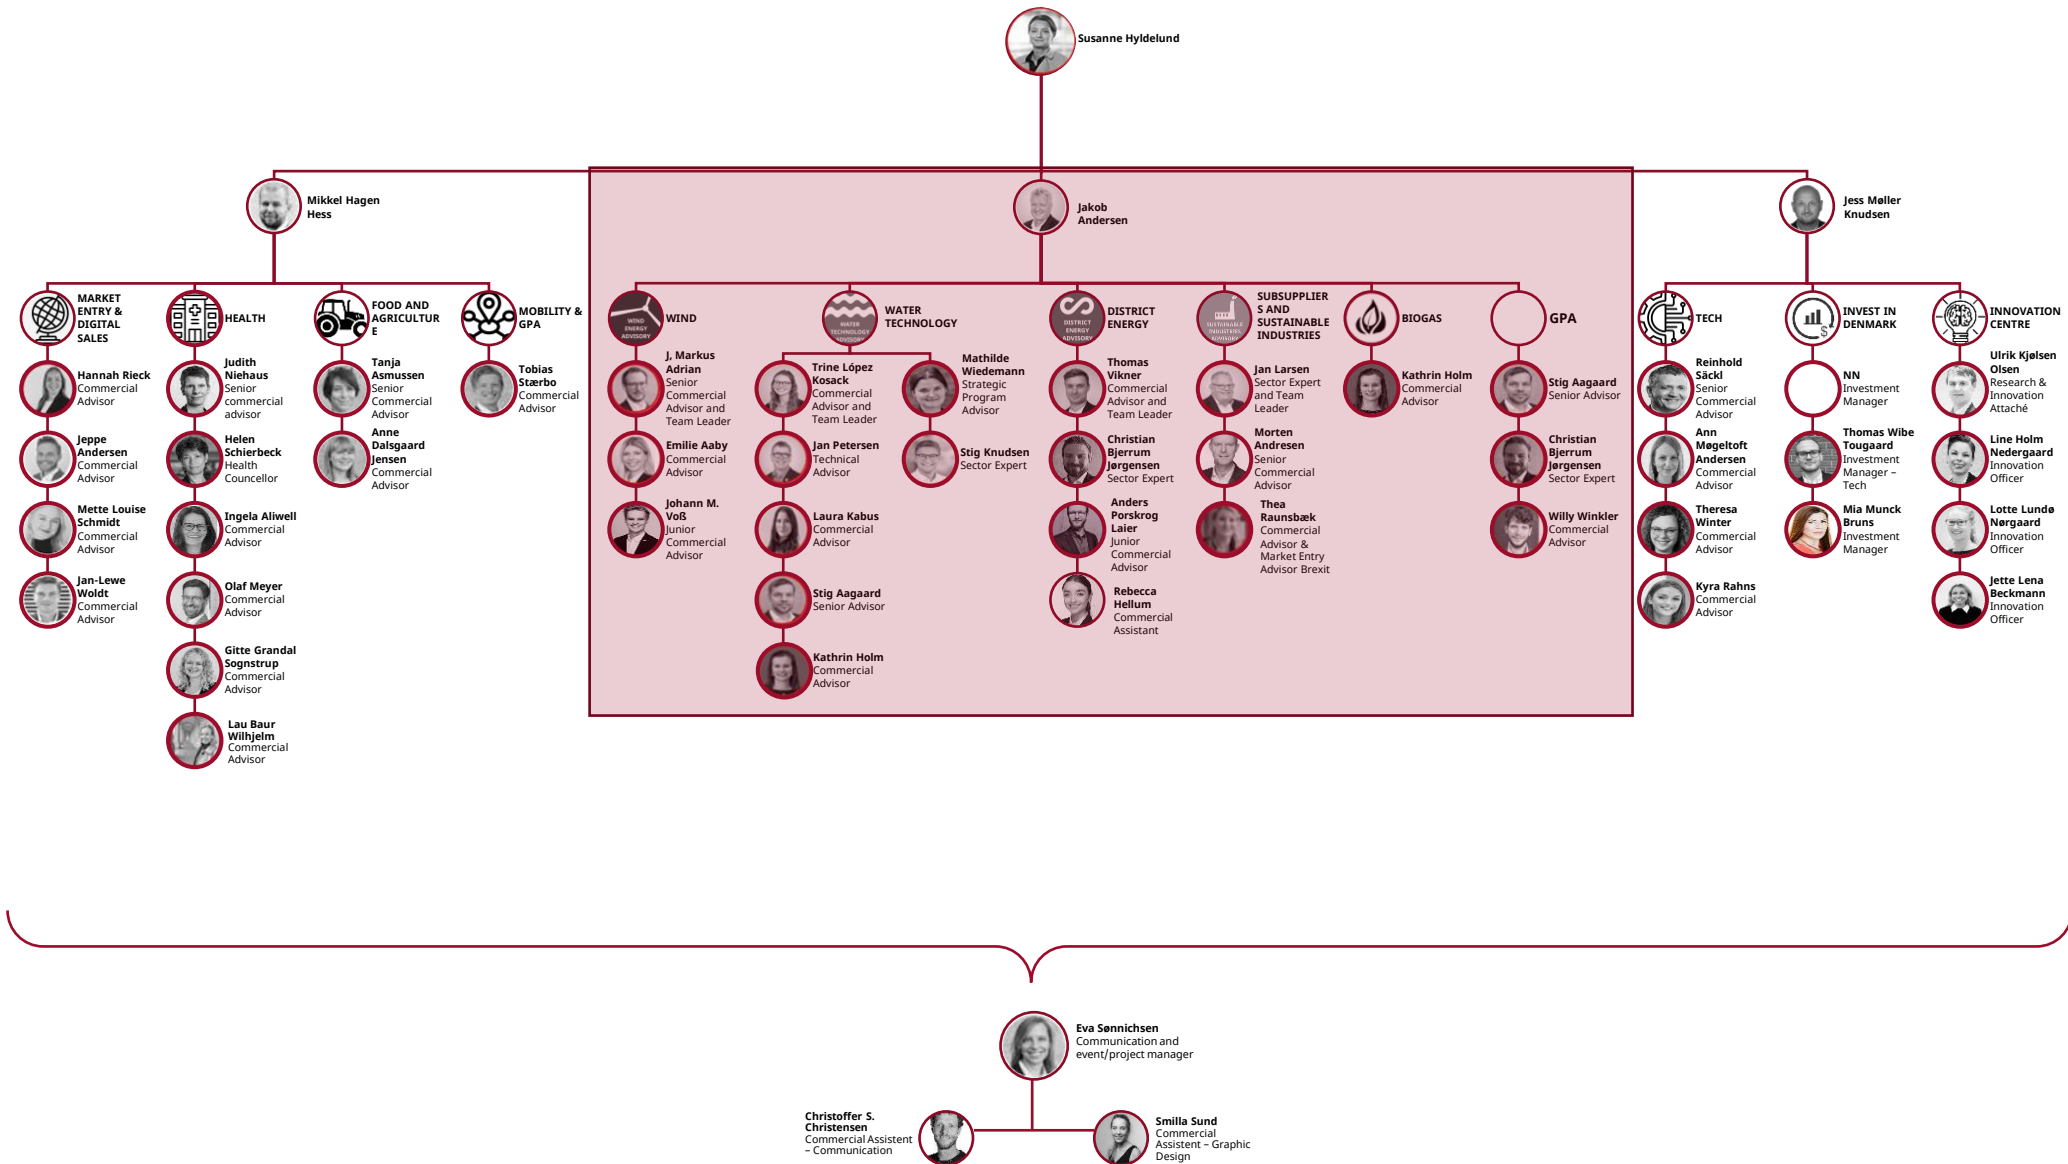 Susanne Hyldelund
Mikkel Hagen
Hess
Jakob
Andersen
Jess Møller
Knudsen
MARKET
ENTRY &
DIGITAL
SALES
Hannah Rieck
Commercial
Advisor
Jeppe
Andersen
Commercial
Advisor
Mette Louise
Schmidt
Commercial
Advisor
Jan-Lewe
Woldt
Commercial
Advisor
HEALTH
Judith
Niehaus
Senior
commercial
advisor
Helen
Schierbeck
Health
Councellor
Ingela Aliwell
Commercial
Advisor
Olaf Meyer
Commercial
Advisor
Gitte Grandal
Sognstrup
Commercial
Advisor
Lau Baur
Wilhjelm
Commercial
Advisor
FOOD AND
AGRICULTUR
E
Tanja
Asmussen
Senior
Commercial
Advisor
Anne
Dalsgaard
Jensen
Commercial
Advisor
MOBILITY &
GPA
Tobias
Stærbo
Commercial
Advisor
WIND
ENERGY
ADVISORY
WIND
J, Markus
Adrian
Senior
Commercial
Advisor and
Team Leader
Emilie Aaby
Commercial
Advisor
Johann M.
Voß
Junior
Commercial
Advisor
WATER
TECHNOLOGY
ADVISORY
WATER
TECHNOLOGY
Trine López
Kosack
Commercial
Advisor and
Team Leader
Jan Petersen
Technical
Advisor
Laura Kabus
Commercial
Advisor
Stig Aagaard
Senior Advisor
Kathrin Holm
Commercial
Advisor
Mathilde
Wiedemann
Strategic
Program
Advisor
Stig Knudsen
Sector Expert
DISTRICT
ENERGY
ADVISORY
DISTRICT
ENERGY
Thomas
Vikner
Commercial
Advisor and
Team Leader
Christian
Bjerrum
Jørgensen
Sector Expert
Anders
Porskrog
Laier
Junior
Commercial
Advisor
Rebecca
Hellum
Commercial
Assistant
SUSTAINABLE
INDUSTRIES
ADVISORY
SUBSUPPLIER
S AND
SUSTAINABLE
INDUSTRIES
Jan Larsen
Sector Expert
and Team
Leader
Morten
Andresen
Senior
Commercial
Advisor
Thea
Raunsbæk
Commercial
Advisor &
Market Entry
Advisor Brexit
BIOGAS
Kathrin Holm
Commercial
Advisor
GPA
Stig Aagaard
Senior Advisor
Christian
Bjerrum
Jørgensen
Sector Expert
Willy Winkler
Commercial
Advisor
TECH
Reinhold
Säckl
Senior
Commercial
Advisor
Ann
Møgeltoft
Andersen
Commercial
Advisor
Theresa
Winter
Commercial
Advisor
Kyra Rahns
Commercial
Advisor
$
INVEST IN
DENMARK
NN
Investment
Manager
Thomas Wibe
Tougaard
Investment
Manager –
Tech
Mia Munck
Bruns
Investment
Manager
INNOVATION
CENTRE
Ulrik Kjølsen
Olsen
Research &
Innovation
Attaché
Line Holm
Nedergaard
Innovation
Officer
Lotte Lundø
Nørgaard
Innovation
Officer
Jette Lena
Beckmann
Innovation
Officer
Eva Sønnichsen
Communication and
event/project manager
Christoffer S.
Christensen
Commercial Assistent
– Communication
Smilla Sund
Commercial
Assistent – Graphic
Design